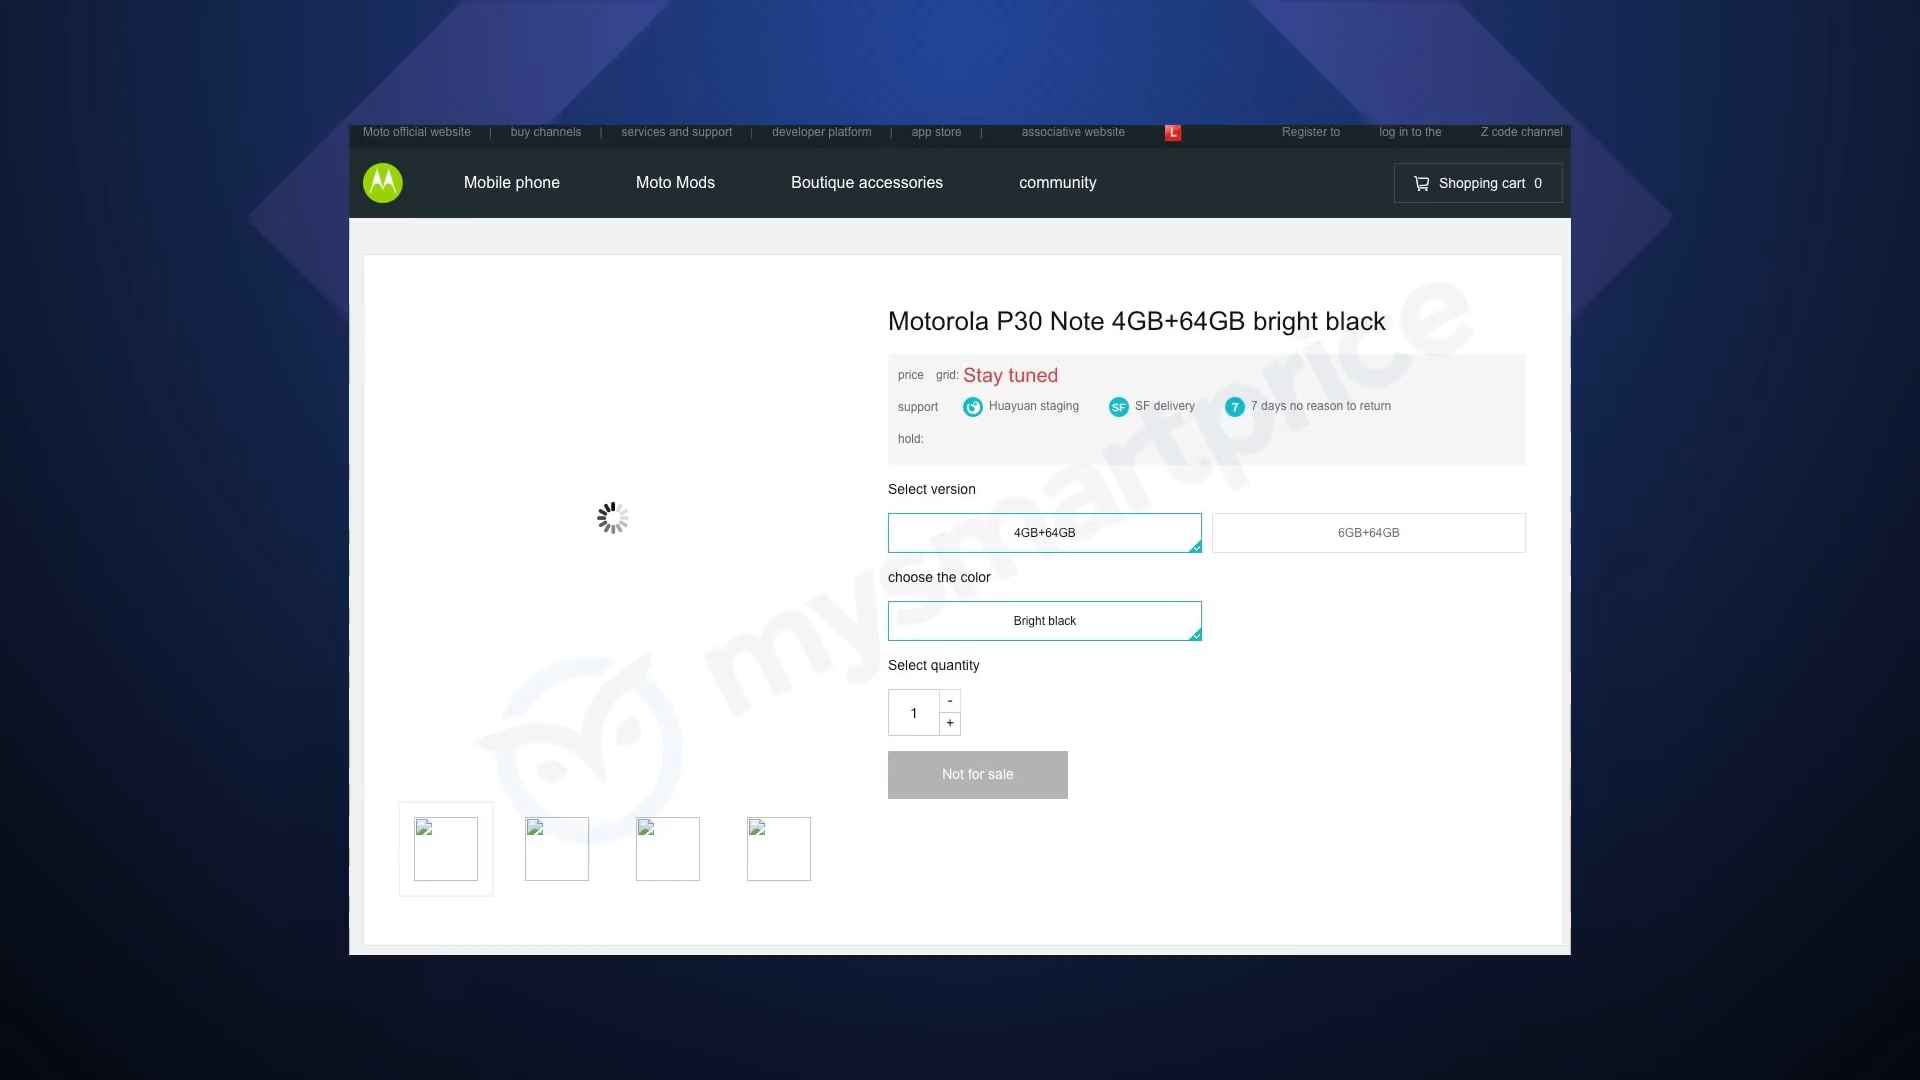 Moto official website | buy channels | services and support | developer platform | app store | associative website L Register to log in to the Z code channel
Mobile phone Moto Mods Boutique accessories community Shopping cart 0
Motorola P30 Note 4GB+64GB bright black
price grid: Stay tuned
support Huayuan staging SF SF delivery 7 7 days no reason to return
hold:
Select version
4GB+64GB 6GB+64GB
choose the color
Bright black
Select quantity
1 - +
Not for sale
mysmartprice